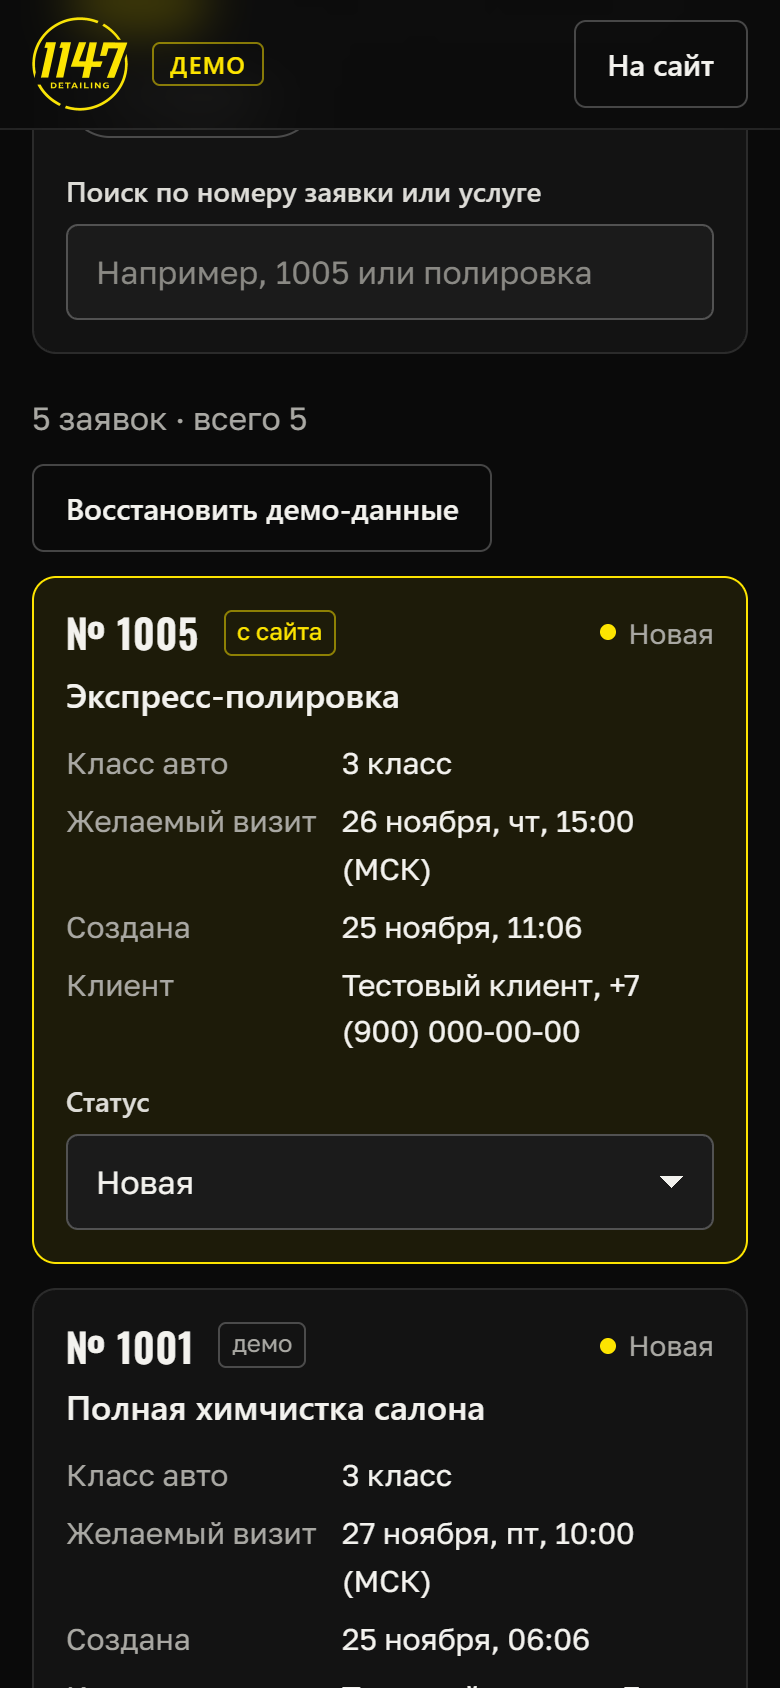 1147
DETAILING
ДЕМО
На сайт
Поиск по номеру заявки или услуге
Например, 1005 или полировка
5 заявок · всего 5
Восстановить демо-данные
№ 1005
с сайта
Новая
Экспресс-полировка
Класс авто
3 класс
Желаемый визит
26 ноября, чт, 15:00
(МСК)
Создана
25 ноября, 11:06
Клиент
Тестовый клиент, +7
(900) 000-00-00
Статус
Новая
№ 1001
демо
Новая
Полная химчистка салона
Класс авто
3 класс
Желаемый визит
27 ноября, пт, 10:00
(МСК)
Создана
25 ноября, 06:06